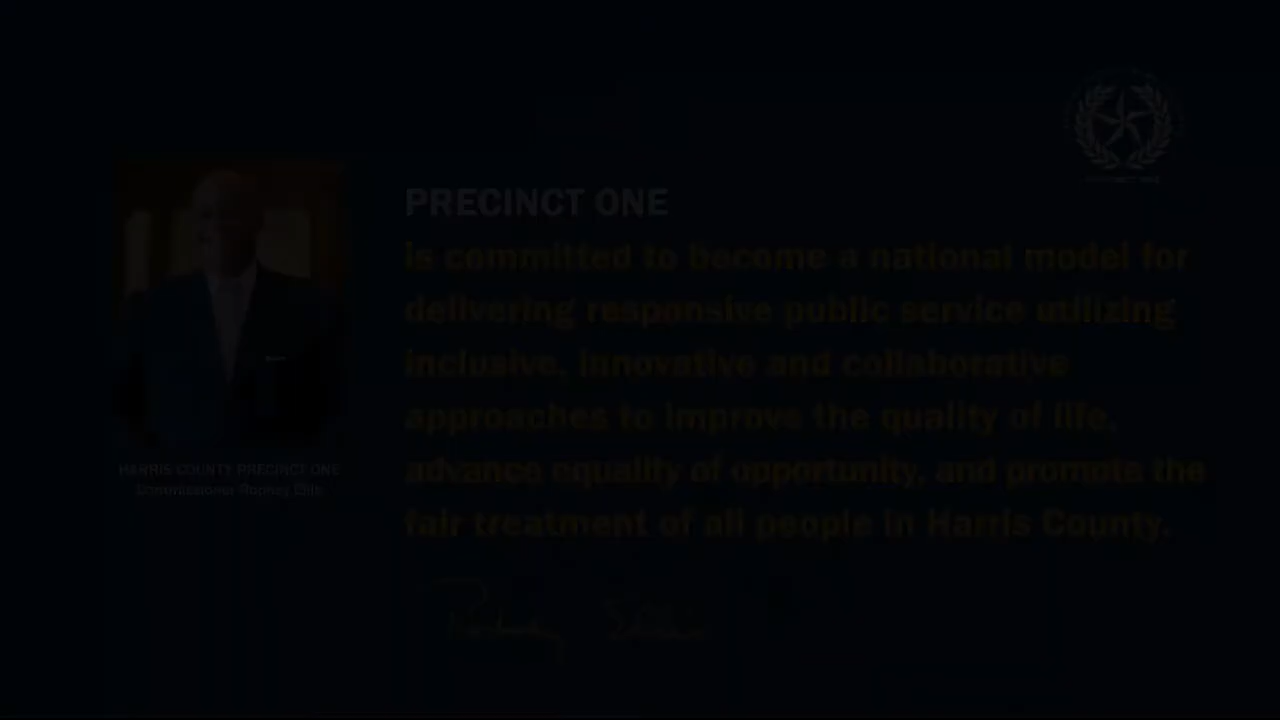 PRECINCT ONE
is committed to become a national model for
delivering responsive public service utilizing
inclusive, innovative and collaborative
approaches to improve the quality of life,
advance equality of opportunity, and promote the
fair treatment of all people in Harris County.
HARRIS COUNTY PRECINCT ONE
Commissioner Rodney Ellis